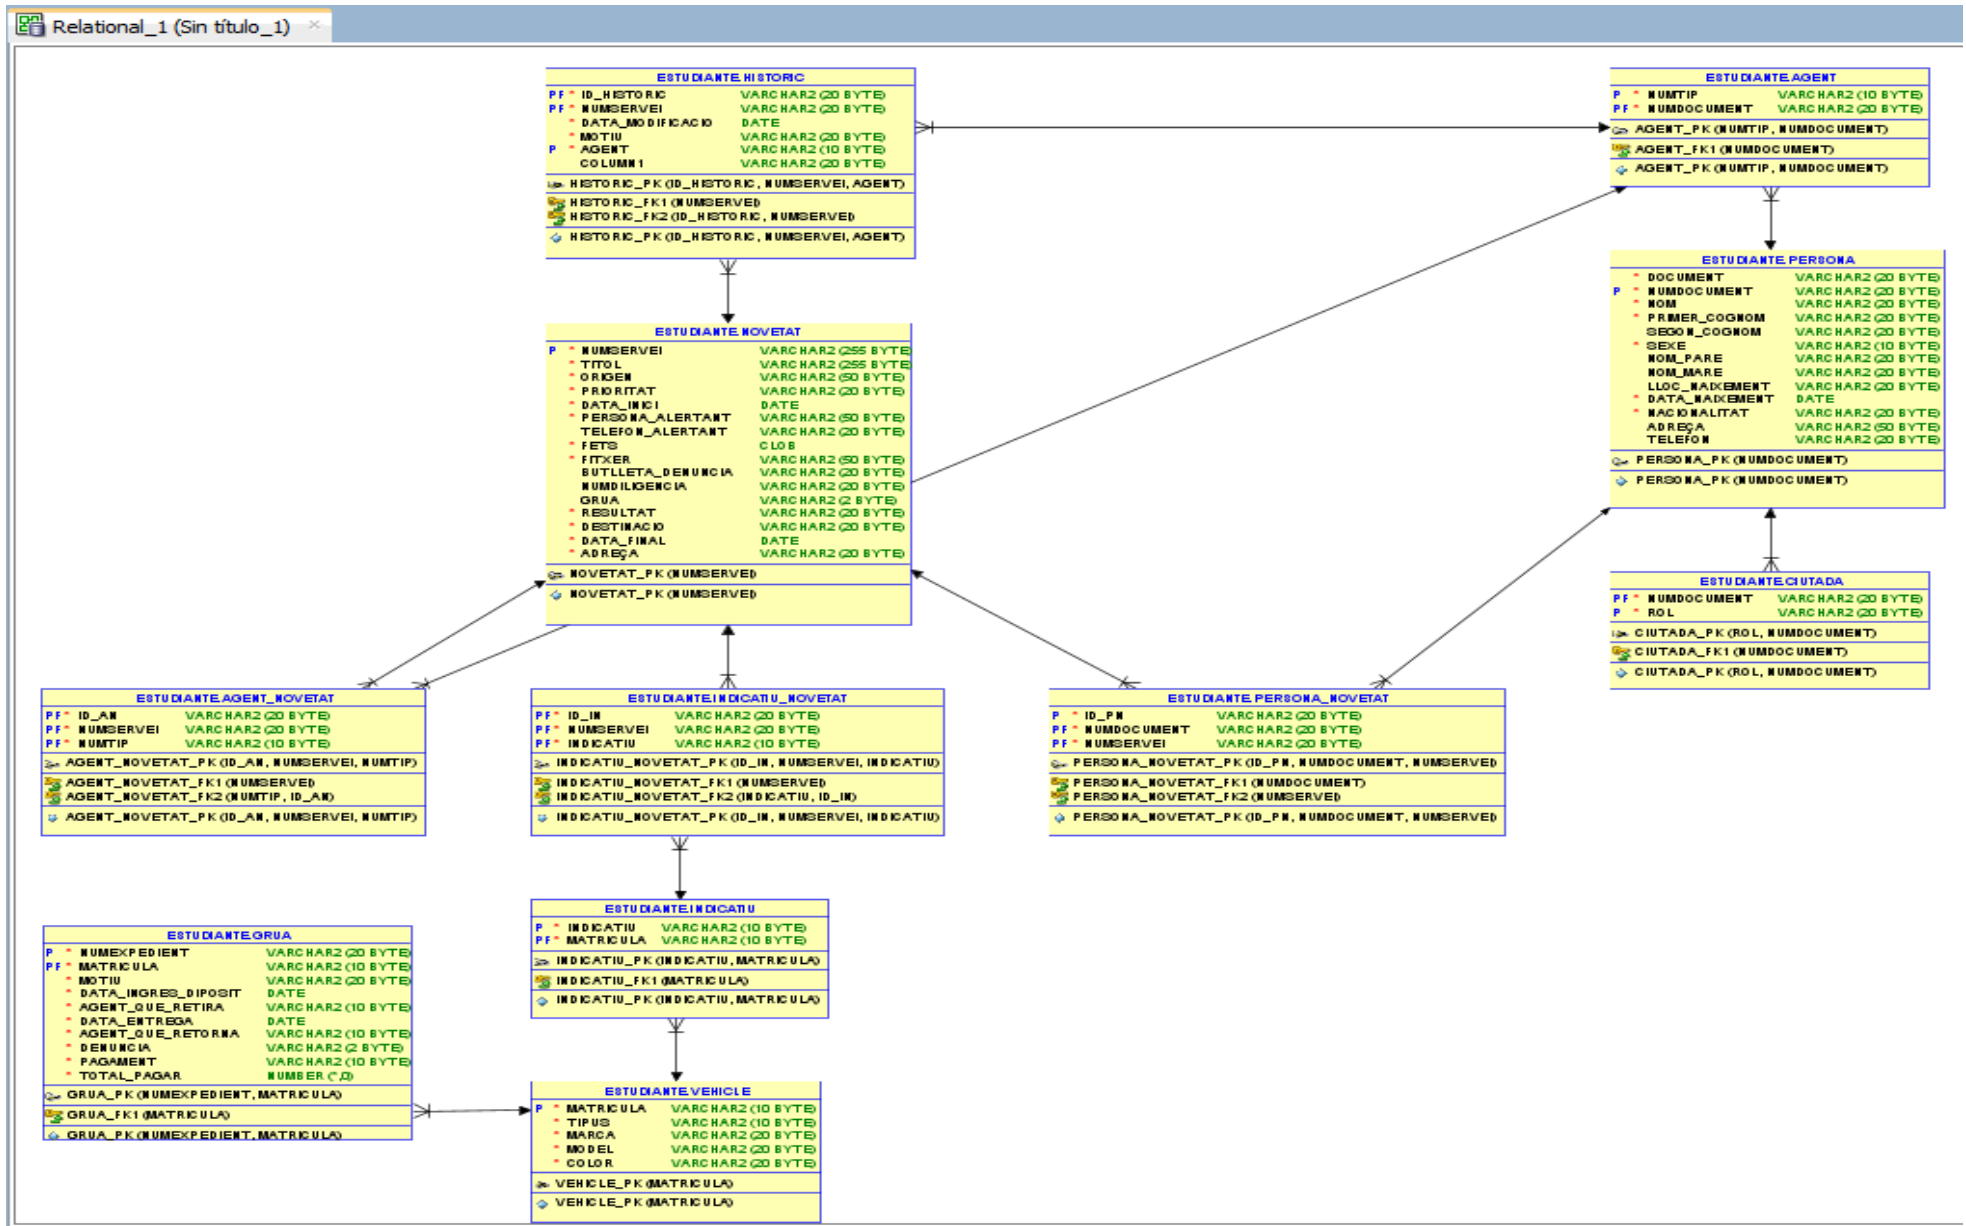 Relational_1 (Sin título_1)
ESTUDIANTE.HISTORIC
PF * ID_HISTORIC VARCHAR2 (20 BYTE)
PF * NUMSERVEI VARCHAR2 (20 BYTE)
* DATA_MODIFICACIO DATE
* MOTIU VARCHAR2 (20 BYTE)
P * AGENT VARCHAR2 (10 BYTE)
COLUMN1 VARCHAR2 (20 BYTE)
HISTORIC_PK (ID_HISTORIC, NUMSERVEI, AGENT)
HISTORIC_FK1 (NUMSERVEI)
HISTORIC_FK2 (ID_HISTORIC, NUMSERVEI)
HISTORIC_PK (ID_HISTORIC, NUMSERVEI, AGENT)
ESTUDIANTE.AGENT
P * NUMTIP VARCHAR2 (10 BYTE)
PF * NUMDOCUMENT VARCHAR2 (20 BYTE)
AGENT_PK (NUMTIP, NUMDOCUMENT)
AGENT_FK1 (NUMDOCUMENT)
AGENT_PK (NUMTIP, NUMDOCUMENT)
ESTUDIANTE.PERSONA
* DOCUMENT VARCHAR2 (20 BYTE)
P * NUMDOCUMENT VARCHAR2 (20 BYTE)
* NOM VARCHAR2 (20 BYTE)
* PRIMER_COGNOM VARCHAR2 (20 BYTE)
SEGON_COGNOM VARCHAR2 (20 BYTE)
* SEXE VARCHAR2 (10 BYTE)
NOM_PARE VARCHAR2 (20 BYTE)
NOM_MARE VARCHAR2 (20 BYTE)
LLOC_NAIXEMENT VARCHAR2 (20 BYTE)
* DATA_NAIXEMENT DATE
* NACIONALITAT VARCHAR2 (20 BYTE)
ADREÇA VARCHAR2 (50 BYTE)
TELEFON VARCHAR2 (20 BYTE)
PERSONA_PK (NUMDOCUMENT)
PERSONA_PK (NUMDOCUMENT)
ESTUDIANTE.NOVETAT
P * NUMSERVEI VARCHAR2 (255 BYTE)
* TITOL VARCHAR2 (255 BYTE)
* ORIGEN VARCHAR2 (50 BYTE)
* PRIORITAT VARCHAR2 (20 BYTE)
* DATA_INICI DATE
* PERSONA_ALERTANT VARCHAR2 (50 BYTE)
TELEFON_ALERTANT VARCHAR2 (20 BYTE)
* FETS CLOB
* FITXER VARCHAR2 (50 BYTE)
BUTLLETA_DENUNCIA VARCHAR2 (20 BYTE)
NUMDILIGENCIA VARCHAR2 (20 BYTE)
GRUA VARCHAR2 (2 BYTE)
* RESULTAT VARCHAR2 (20 BYTE)
* DESTINACIO VARCHAR2 (20 BYTE)
* DATA_FINAL DATE
* ADREÇA VARCHAR2 (20 BYTE)
NOVETAT_PK (NUMSERVEI)
NOVETAT_PK (NUMSERVEI)
ESTUDIANTE.CIUTADA
PF * NUMDOCUMENT VARCHAR2 (20 BYTE)
P * ROL VARCHAR2 (20 BYTE)
CIUTADA_PK (ROL, NUMDOCUMENT)
CIUTADA_FK1 (NUMDOCUMENT)
CIUTADA_PK (ROL, NUMDOCUMENT)
ESTUDIANTE.AGENT_NOVETAT
PF * ID_AN VARCHAR2 (20 BYTE)
PF * NUMSERVEI VARCHAR2 (20 BYTE)
PF * NUMTIP VARCHAR2 (10 BYTE)
AGENT_NOVETAT_PK (ID_AN, NUMSERVEI, NUMTIP)
AGENT_NOVETAT_FK1 (NUMSERVEI)
AGENT_NOVETAT_FK2 (NUMTIP, ID_AN)
AGENT_NOVETAT_PK (ID_AN, NUMSERVEI, NUMTIP)
ESTUDIANTE.INDICATIU_NOVETAT
PF * ID_IN VARCHAR2 (20 BYTE)
PF * NUMSERVEI VARCHAR2 (20 BYTE)
PF * INDICATIU VARCHAR2 (10 BYTE)
INDICATIU_NOVETAT_PK (ID_IN, NUMSERVEI, INDICATIU)
INDICATIU_NOVETAT_FK1 (NUMSERVEI)
INDICATIU_NOVETAT_FK2 (INDICATIU, ID_IN)
INDICATIU_NOVETAT_PK (ID_IN, NUMSERVEI, INDICATIU)
ESTUDIANTE.PERSONA_NOVETAT
P * ID_PN VARCHAR2 (20 BYTE)
PF * NUMDOCUMENT VARCHAR2 (20 BYTE)
PF * NUMSERVEI VARCHAR2 (20 BYTE)
PERSONA_NOVETAT_PK (ID_PN, NUMDOCUMENT, NUMSERVEI)
PERSONA_NOVETAT_FK1 (NUMDOCUMENT)
PERSONA_NOVETAT_FK2 (NUMSERVEI)
PERSONA_NOVETAT_PK (ID_PN, NUMDOCUMENT, NUMSERVEI)
ESTUDIANTE.INDICATIU
P * INDICATIU VARCHAR2 (10 BYTE)
PF * MATRICULA VARCHAR2 (10 BYTE)
INDICATIU_PK (INDICATIU, MATRICULA)
INDICATIU_FK1 (MATRICULA)
INDICATIU_PK (INDICATIU, MATRICULA)
ESTUDIANTE.GRUA
P * NUMEXPEDIENT VARCHAR2 (20 BYTE)
PF * MATRICULA VARCHAR2 (10 BYTE)
* MOTIU VARCHAR2 (20 BYTE)
* DATA_INGRES_DIPOSIT DATE
* AGENT_QUE_RETIRA VARCHAR2 (10 BYTE)
* DATA_ENTREGA DATE
* AGENT_QUE_RETORNA VARCHAR2 (10 BYTE)
* DENUNCIA VARCHAR2 (2 BYTE)
* PAGAMENT VARCHAR2 (10 BYTE)
* TOTAL_PAGAR NUMBER (*,0)
GRUA_PK (NUMEXPEDIENT, MATRICULA)
GRUA_FK1 (MATRICULA)
GRUA_PK (NUMEXPEDIENT, MATRICULA)
ESTUDIANTE.VEHICLE
P * MATRICULA VARCHAR2 (10 BYTE)
* TIPUS VARCHAR2 (10 BYTE)
* MARCA VARCHAR2 (20 BYTE)
* MODEL VARCHAR2 (20 BYTE)
* COLOR VARCHAR2 (20 BYTE)
VEHICLE_PK (MATRICULA)
VEHICLE_PK (MATRICULA)